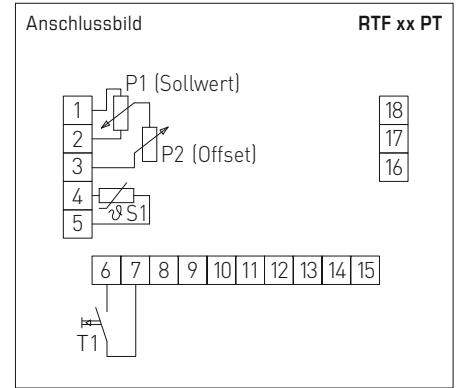 Anschlussbild RTF xx PT
P1 (Sollwert)
1 18
2 17
P2 (Offset)
3 16
4
ϑ S1
5
6 7 8 9 10 11 12 13 14 15
T1